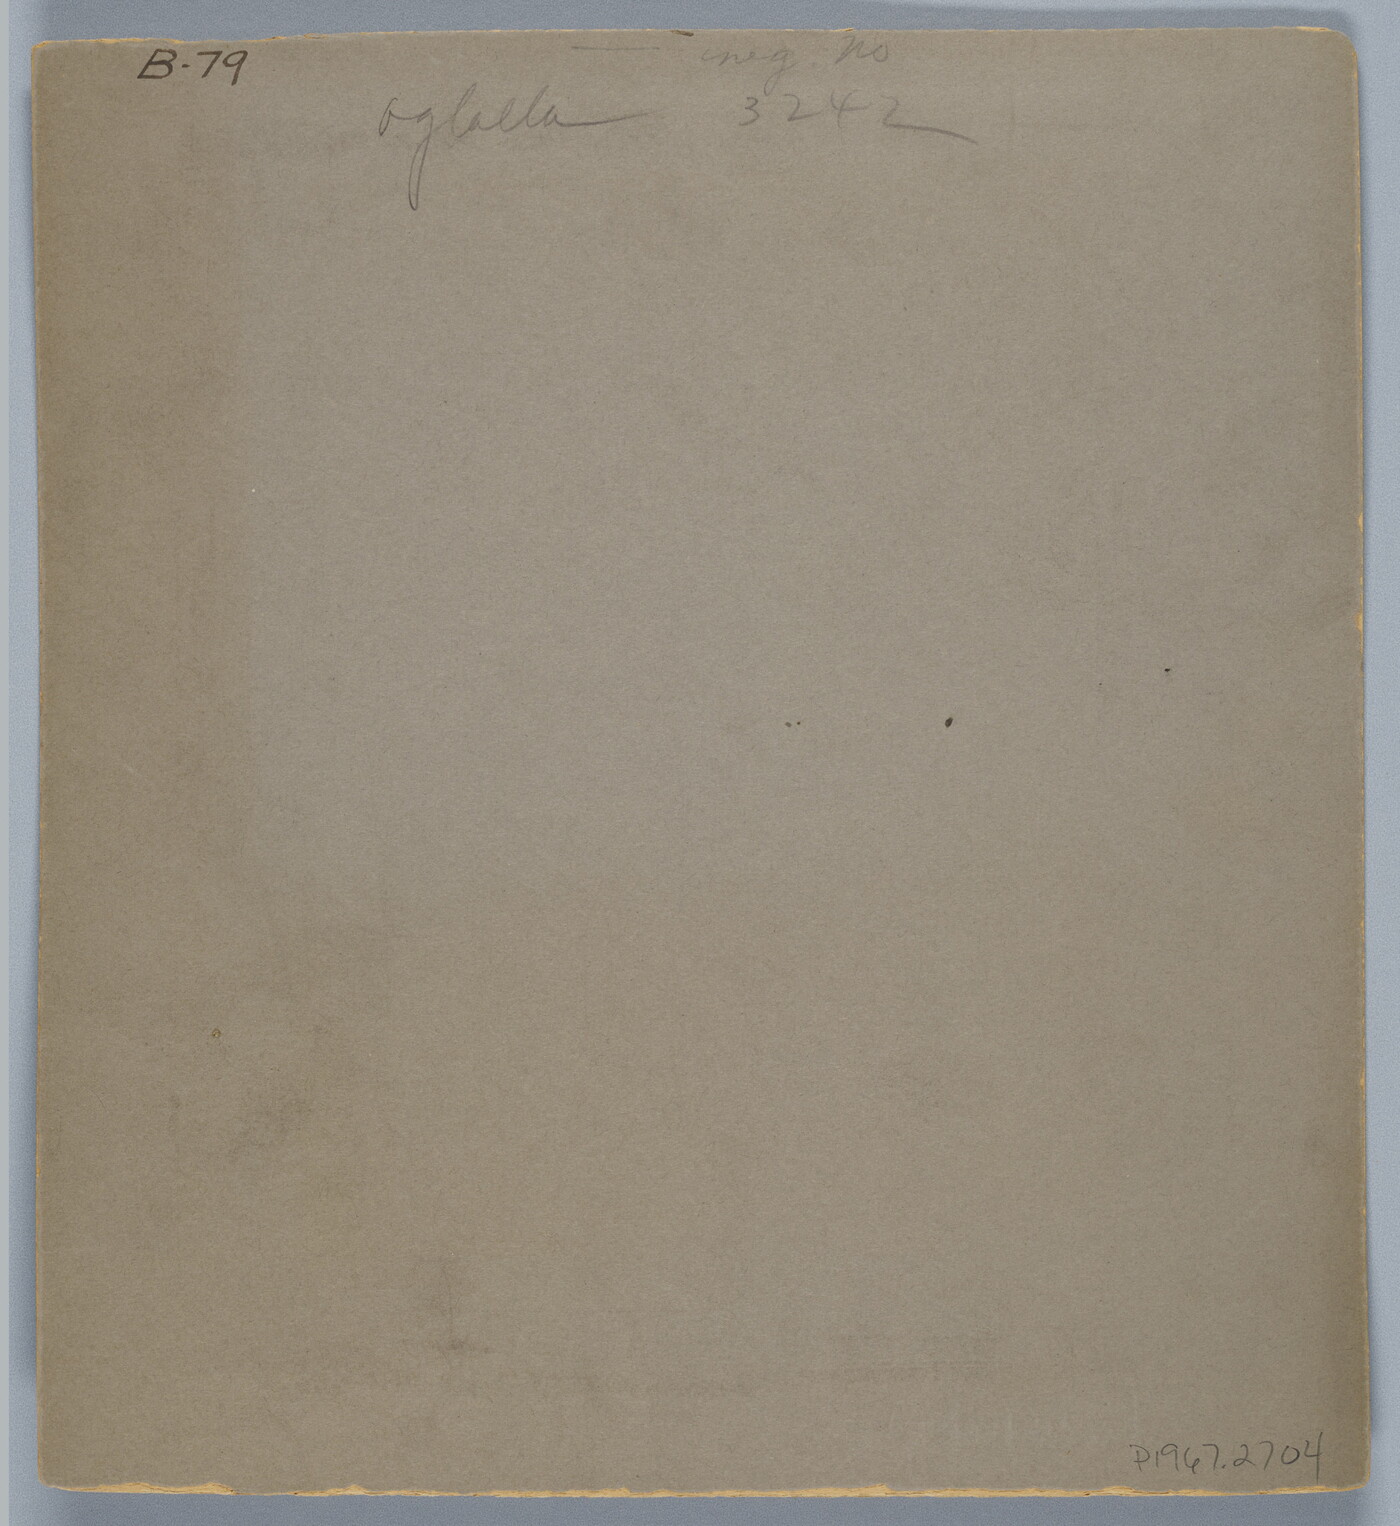 B-79
neg. No
Oglalla 3242
P1967.2704